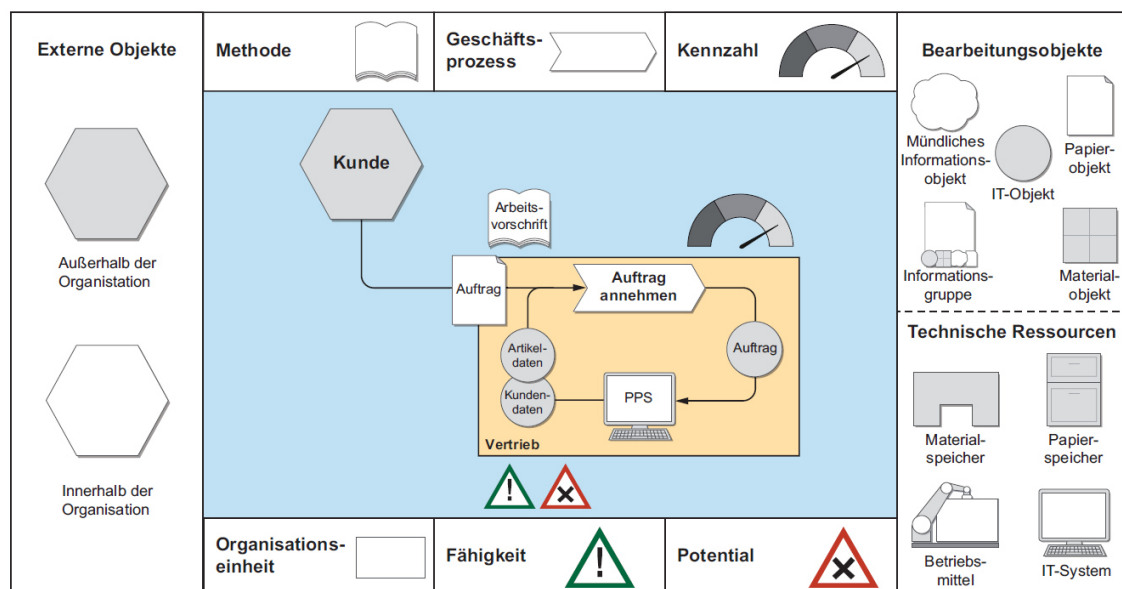 Externe Objekte
Außerhalb der
Organistation
Innerhalb der
Organisation
Methode
Geschäfts-
prozess
Kennzahl
Kunde
Arbeits-
vorschrift
Auftrag
Auftrag
annehmen
Artikel-
daten
Kunden-
daten
PPS
Auftrag
Vertrieb
!
×
Organisations-
einheit
Fähigkeit
!
Potential
×
Bearbeitungsobjekte
Mündliches
Informations-
objekt
IT-Objekt
Papier-
objekt
Informations-
gruppe
Material-
objekt
Technische Ressourcen
Material-
speicher
Papier-
speicher
Betriebs-
mittel
IT-System